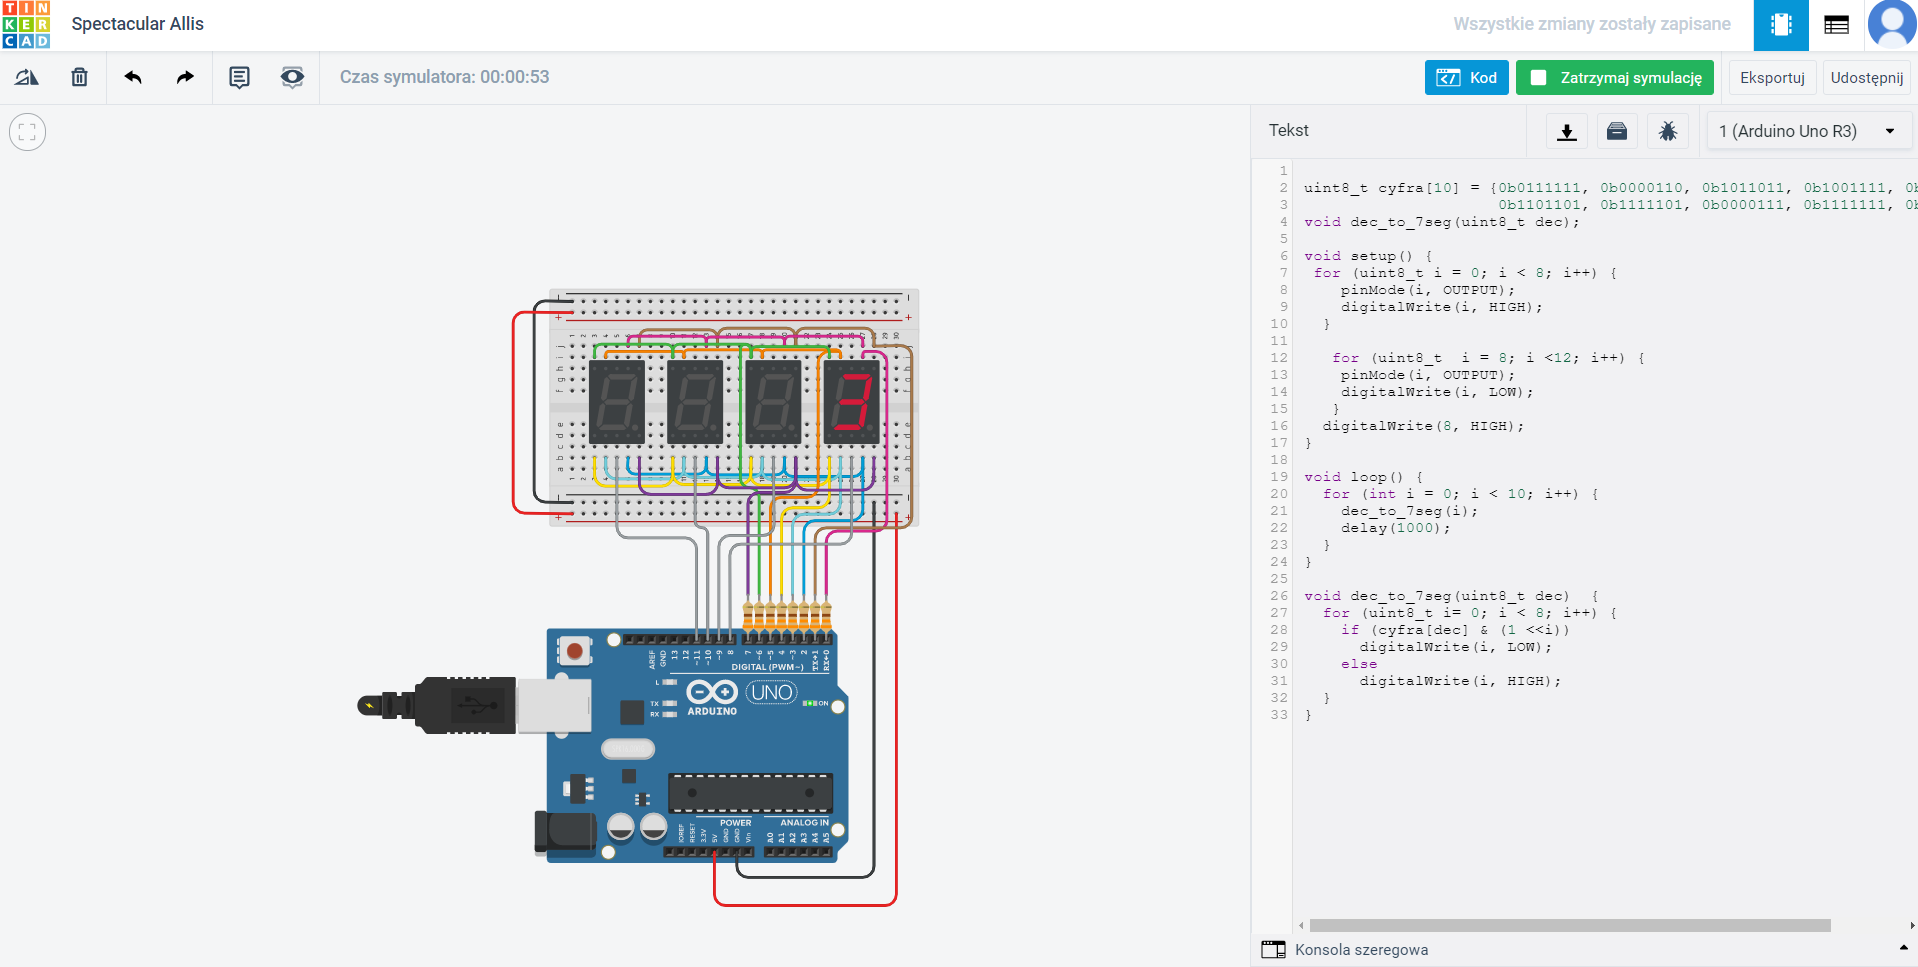 TIN
KER
CAD
Spectacular Allis
Wszystkie zmiany zostały zapisane
Czas symulatora: 00:00:53
Kod
Zatrzymaj symulację
Eksportuj
Udostępnij
Tekst
1 (Arduino Uno R3)
1
2 uint8_t cyfra[10] = {0b0111111, 0b0000110, 0b1011011, 0b1001111, 0b
3 0b1101101, 0b1111101, 0b0000111, 0b1111111, 0b
4 void dec_to_7seg(uint8_t dec);
5
6 void setup() {
7 for (uint8_t i = 0; i < 8; i++) {
8 pinMode(i, OUTPUT);
9 digitalWrite(i, HIGH);
10 }
11
12 for (uint8_t  i = 8; i <12; i++) {
13 pinMode(i, OUTPUT);
14 digitalWrite(i, LOW);
15 }
16 digitalWrite(8, HIGH);
17 }
18
19 void loop() {
20 for (int i = 0; i < 10; i++) {
21 dec_to_7seg(i);
22 delay(1000);
23 }
24 }
25
26 void dec_to_7seg(uint8_t dec)  {
27 for (uint8_t i= 0; i < 8; i++) {
28 if (cyfra[dec] & (1 <<i))
29 digitalWrite(i, LOW);
30 else
31 digitalWrite(i, HIGH);
32 }
33 }
Konsola szeregowa
3
AREF
GND
13
12
~11
~10
~9
8
7
~6
~5
4
~3
2
TX→1
RX←0
DIGITAL (PWM~)
L
TX
RX
UNO
ARDUINO
ON
POWER
ANALOG IN
IOREF
RESET
3.3V
5V
GND
GND
Vin
A0
A1
A2
A3
A4
A5